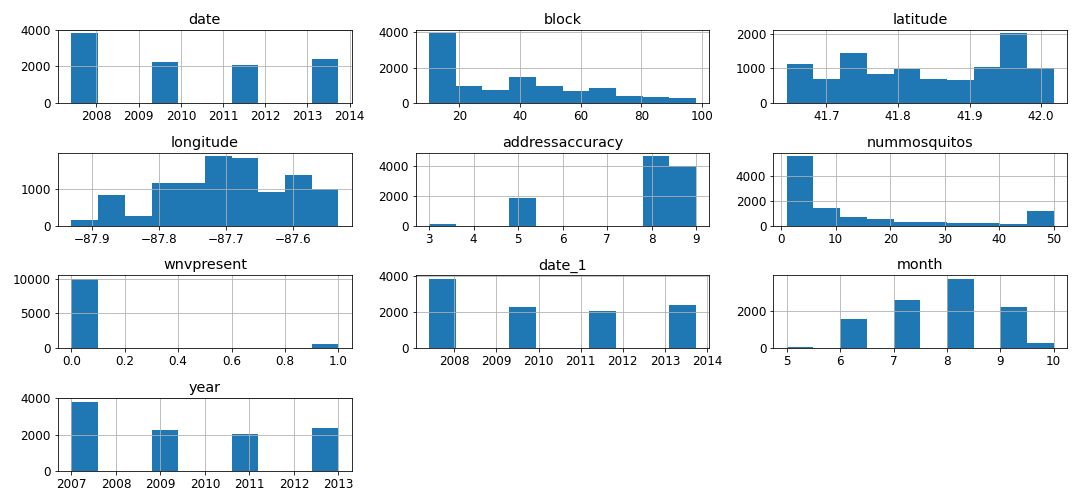 date
4000
2000
0
2008 2009 2010 2011 2012 2013 2014
block
4000
2000
0
20 40 60 80 100
latitude
2000
1000
0
41.7 41.8 41.9 42.0
longitude
1000
0
−87.9 −87.8 −87.7 −87.6
addressaccuracy
4000
2000
0
3 4 5 6 7 8 9
nummosquitos
4000
2000
0
0 10 20 30 40 50
wnvpresent
10000
5000
0
0.0 0.2 0.4 0.6 0.8 1.0
date_1
4000
2000
0
2008 2009 2010 2011 2012 2013 2014
month
2000
0
5 6 7 8 9 10
year
4000
2000
0
2007 2008 2009 2010 2011 2012 2013